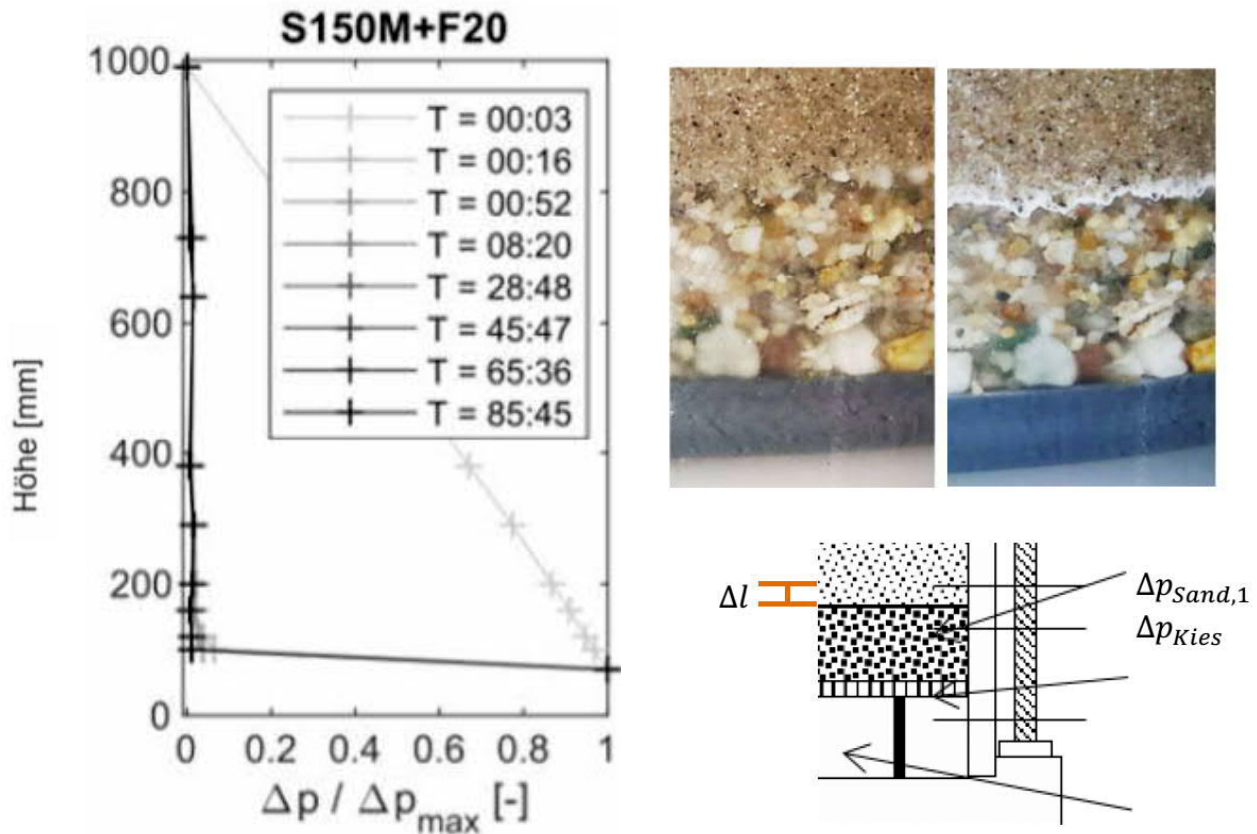 S150M+F20
1000
800
600
400
200
0
Höhe [mm]
T = 00:03
T = 00:16
T = 00:52
T = 08:20
T = 28:48
T = 45:47
T = 65:36
T = 85:45
0 0.2 0.4 0.6 0.8 1
Δp / Δp_max [-]
Δl
Δp_Sand,1
Δp_Kies